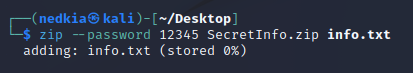 ┌──(nedkia㉿kali)-[~/Desktop]
└─$ zip --password 12345 SecretInfo.zip info.txt
  adding: info.txt (stored 0%)